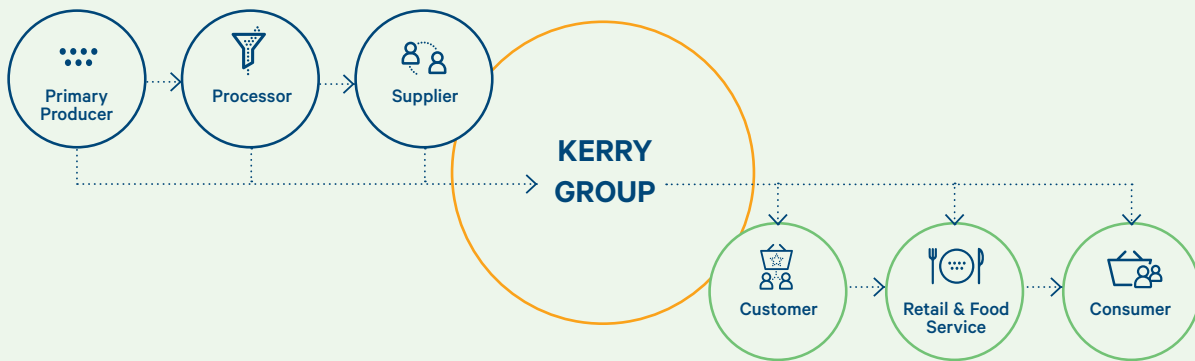 Primary
Producer
Processor
Supplier
KERRY
GROUP
Customer
Retail & Food
Service
Consumer